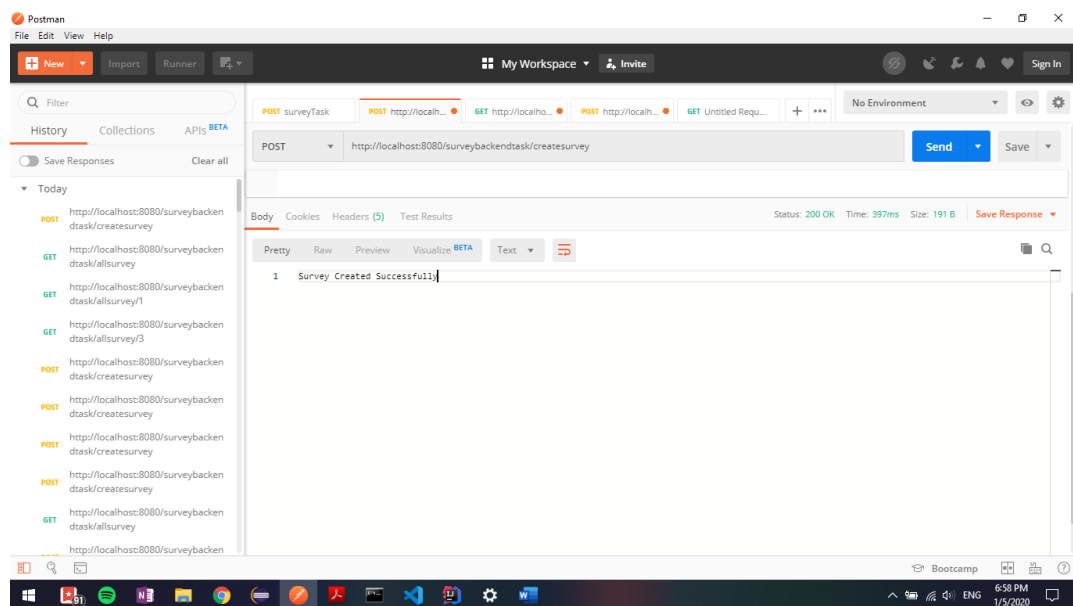 Postman
File Edit View Help
New Import Runner My Workspace Invite Sign In
Filter
History Collections APIs BETA
Save Responses Clear all
Today
POST http://localhost:8080/surveybacken
dtask/createsurvey
GET http://localhost:8080/surveybacken
dtask/allsurvey
GET http://localhost:8080/surveybacken
dtask/allsurvey/1
GET http://localhost:8080/surveybacken
dtask/allsurvey/3
POST http://localhost:8080/surveybacken
dtask/createsurvey
POST http://localhost:8080/surveybacken
dtask/createsurvey
POST http://localhost:8080/surveybacken
dtask/createsurvey
POST http://localhost:8080/surveybacken
dtask/createsurvey
GET http://localhost:8080/surveybacken
dtask/allsurvey
http://localhost:8080/surveybacken
POST surveyTask POST http://localh... GET http://localho... POST http://localh... GET Untitled Requ... + ••• No Environment
POST http://localhost:8080/surveybackendtask/createsurvey Send Save
Body Cookies Headers (5) Test Results Status: 200 OK Time: 397ms Size: 191 B Save Response
Pretty Raw Preview Visualize BETA Text
1 Survey Created Successfully
Bootcamp
91 ENG 6:58 PM
1/5/2020